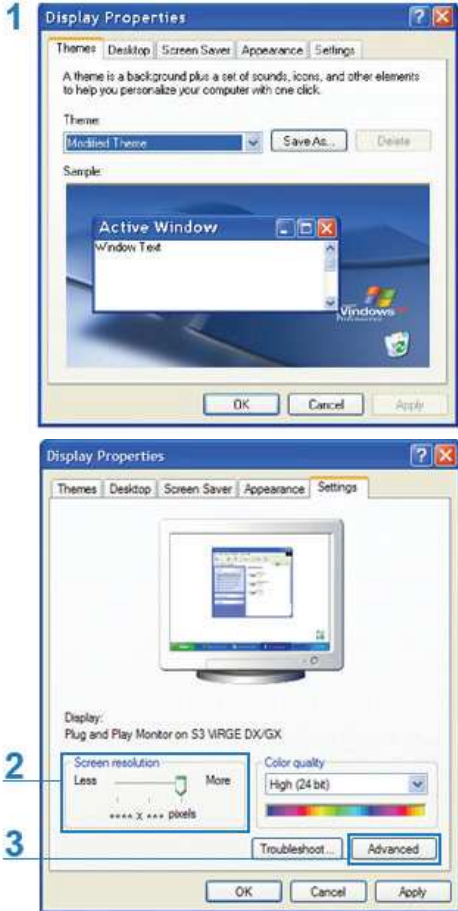 1
Display Properties
Themes Desktop Screen Saver Appearance Settings
A theme is a background plus a set of sounds, icons, and other elements
to help you personalize your computer with one click.
Theme:
Modified Theme Save As... Delete
Sample:
Active Window
Window Text
Windows
OK Cancel Apply
Display Properties
Themes Desktop Screen Saver Appearance Settings
Display:
Plug and Play Monitor on S3 ViRGE DX/GX
2
Screen resolution Color quality
Less More High (24 bit)
**** X *** pixels
3
Troubleshoot... Advanced
OK Cancel Apply